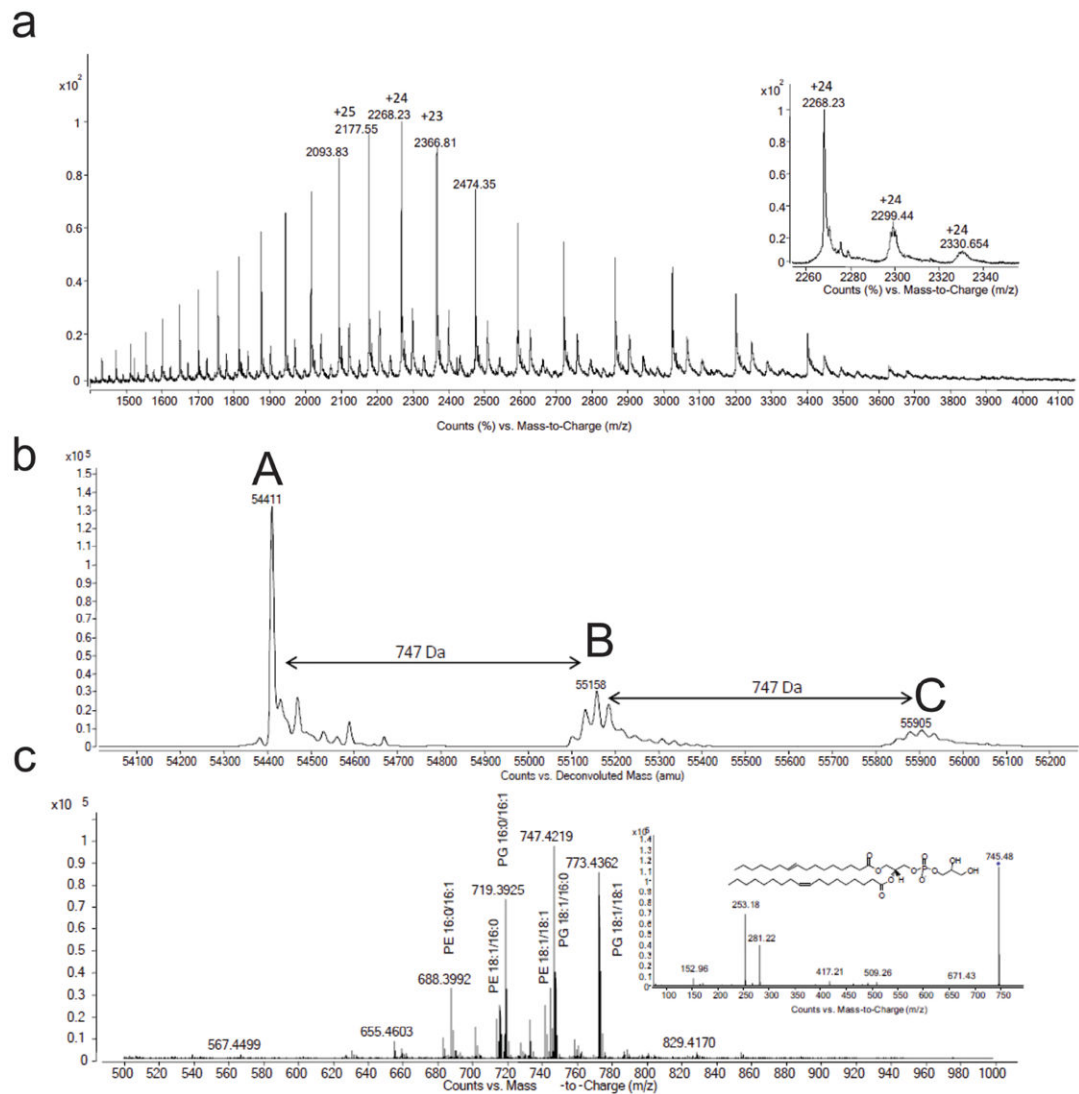 a
x10²
+24
+25 2268.23 +23
2177.55 2366.81
2093.83
2474.35
1
0.8
0.6
0.4
0.2
0
1500 1600 1700 1800 1900 2000 2100 2200 2300 2400 2500 2600 2700 2800 2900 3000 3100 3200 3300 3400 3500 3600 3700 3800 3900 4000 4100
Counts (%) vs. Mass-to-Charge (m/z)
x10²
+24
2268.23
1
0.8
0.6
0.4
0.2
0
+24
2299.44
+24
2330.654
2260 2280 2300 2320 2340
Counts (%) vs. Mass-to-Charge (m/z)
b
x10⁵
1.5
1.4
1.3
1.2
1.1
1
0.9
0.8
0.7
0.6
0.5
0.4
0.3
0.2
0.1
0
A
54411
747 Da
B
55158
747 Da
C
55905
54100 54200 54300 54400 54500 54600 54700 54800 54900 55000 55100 55200 55300 55400 55500 55600 55700 55800 55900 56000 56100 56200
Counts vs. Deconvoluted Mass (amu)
c
x10 5
1
0.9
0.8
0.7
0.6
0.5
0.4
0.3
0.2
0.1
0
567.4499
655.4603
688.3992
PE 16:0/16:1
PE 18:1/16:0
719.3925
PG 16:0/16:1
PE 18:1/18:1
747.4219
PG 18:1/16:0
773.4362
PG 18:1/18:1
829.4170
500 520 540 560 580 600 620 640 660 680 700 720 740 760 780 800 820 840 860 880 900 920 940 960 1000
Counts vs. Mass -to-Charge (m/z)
1.4
1.3
1.2
1.1
1
0.9
0.8
0.7
0.6
0.5
0.4
0.3
0.2
0.1
0
O
O
O
O
H
O
P
O
O⁻
O
OH
OH
745.48
253.18
281.22
152.96
417.21
509.26
671.43
100 150 200 250 300 350 400 450 500 550 600 650 700 750
Counts vs. Mass-to-Charge (m/z)